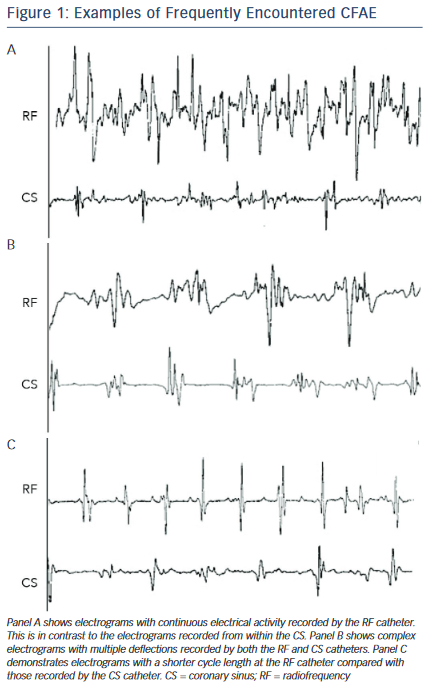 Figure 1: Examples of Frequently Encountered CFAE
A
RF
CS
B
RF
CS
C
RF
CS
Panel A shows electrograms with continuous electrical activity recorded by the RF catheter.
This is in contrast to the electrograms recorded from within the CS. Panel B shows complex
electrograms with multiple deflections recorded by both the RF and CS catheters. Panel C
demonstrates electrograms with a shorter cycle length at the RF catheter compared with
those recorded by the CS catheter. CS = coronary sinus; RF = radiofrequency